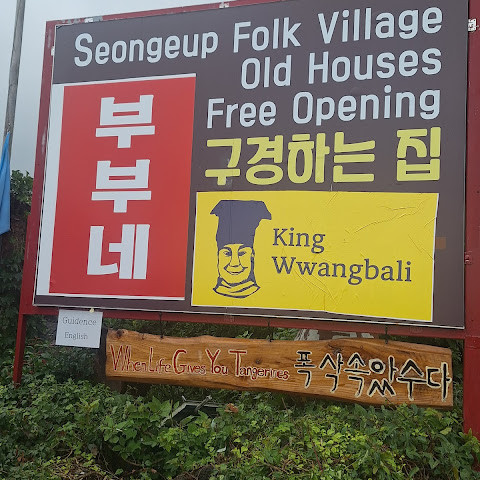 Seongeup Folk Village
Old Houses
Free Opening
부부네
구경하는 집
King
Wwangbali
Guidence
English
When Life Gives You Tangerines 폭 삭 속았수다